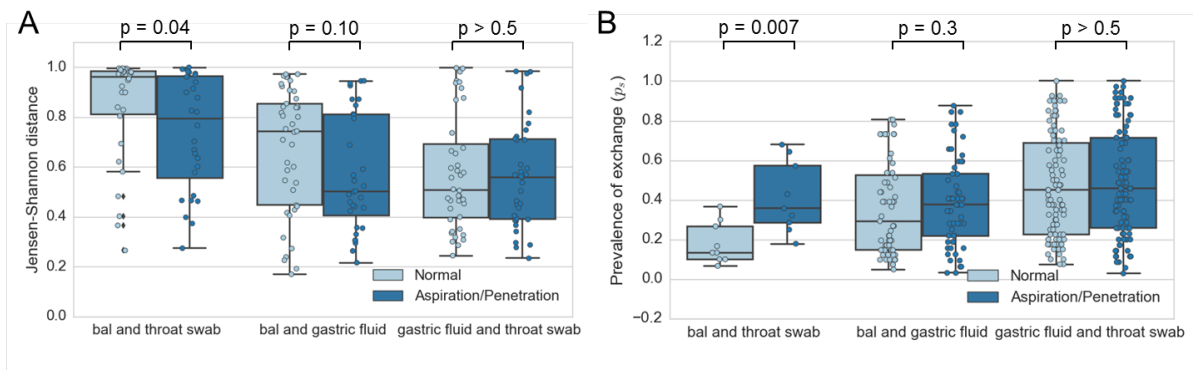 A
p = 0.04
p = 0.10
p > 0.5
Jensen-Shannon distance
1.0
0.8
0.6
0.4
0.2
0.0
Normal
Aspiration/Penetration
bal and throat swab
bal and gastric fluid
gastric fluid and throat swab
B
p = 0.007
p = 0.3
p > 0.5
Prevalence of exchange (pₛ)
1.2
1.0
0.8
0.6
0.4
0.2
0.0
−0.2
Normal
Aspiration/Penetration
bal and throat swab
bal and gastric fluid
gastric fluid and throat swab